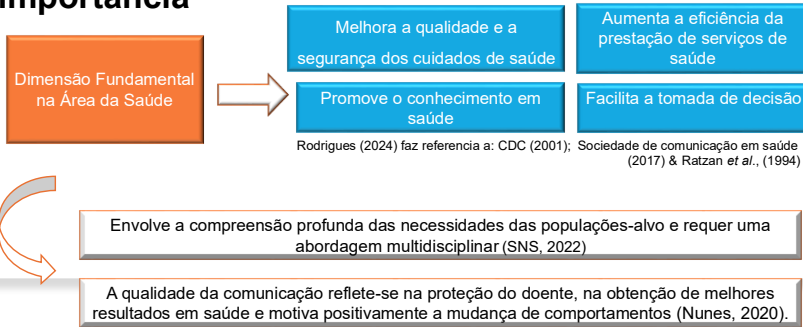 importância
Dimensão Fundamental
na Área da Saúde
Melhora a qualidade e a
segurança dos cuidados de saúde
Aumenta a eficiência da
prestação de serviços de
saúde
Promove o conhecimento em
saúde
Facilita a tomada de decisão
Rodrigues (2024) faz referencia a: CDC (2001); Sociedade de comunicação em saúde
(2017) & Ratzan et al., (1994)
Envolve a compreensão profunda das necessidades das populações-alvo e requer uma
abordagem multidisciplinar (SNS, 2022)
A qualidade da comunicação reflete-se na proteção do doente, na obtenção de melhores
resultados em saúde e motiva positivamente a mudança de comportamentos (Nunes, 2020).